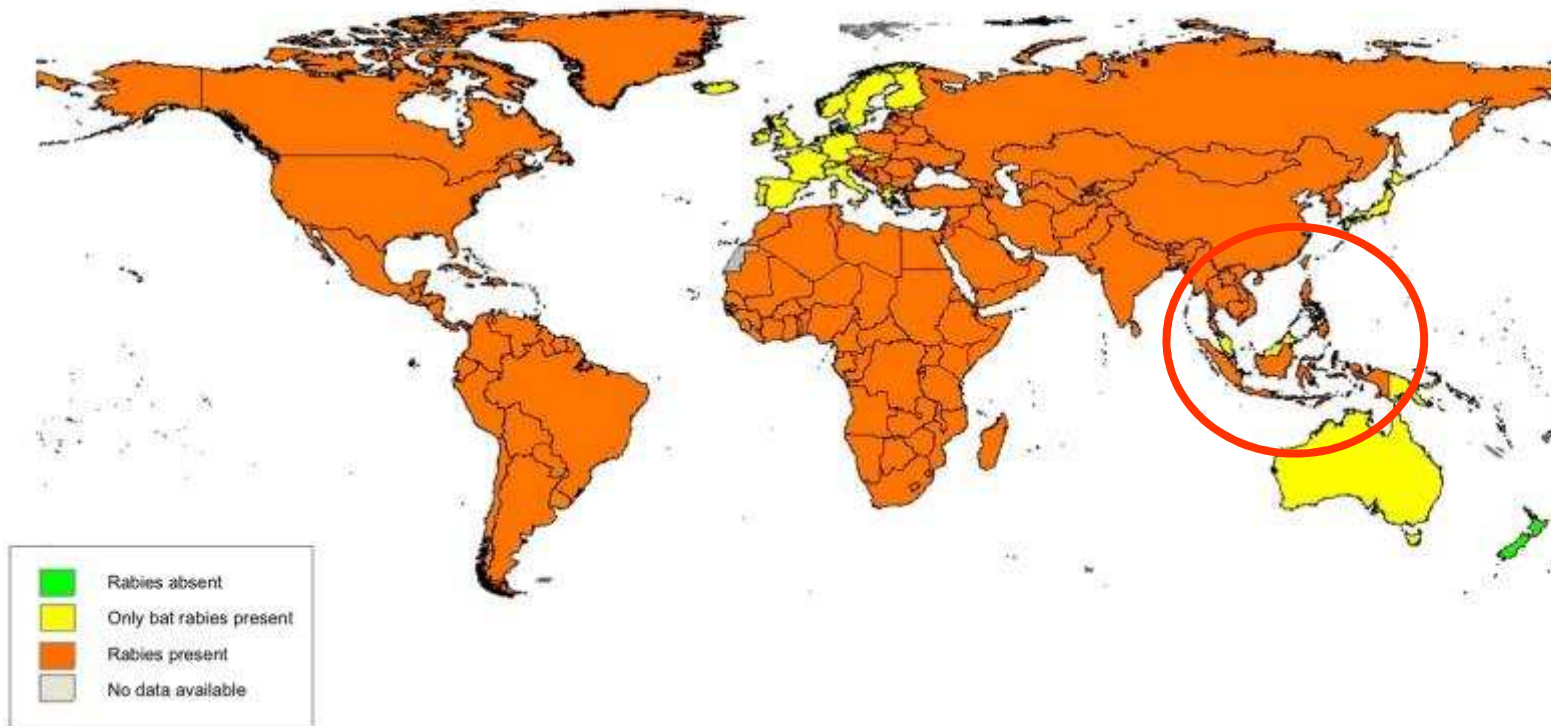 Rabies absent
Only bat rabies present
Rabies present
No data available